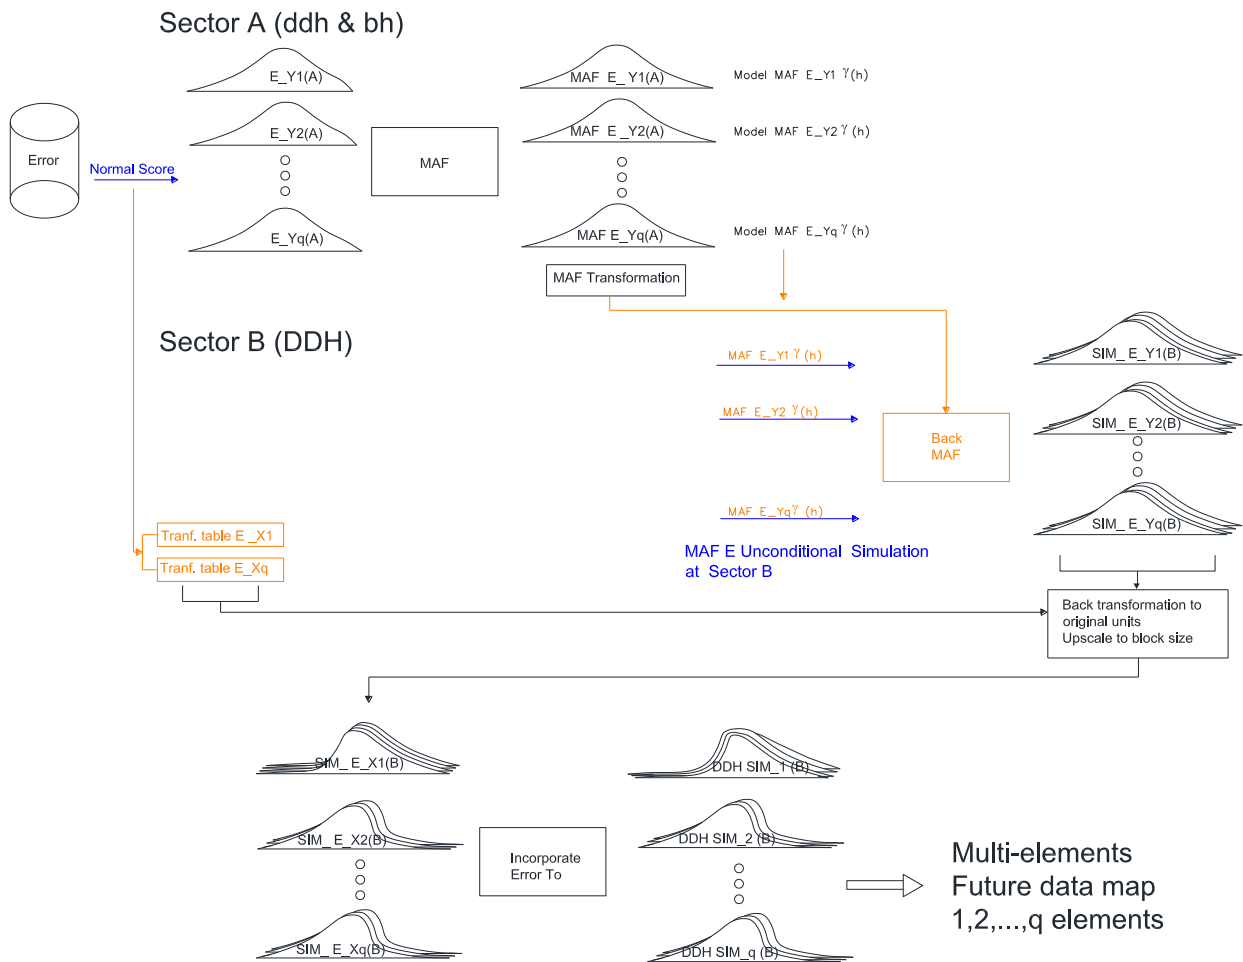 Sector A (ddh & bh)
E_Y1(A)
MAF E_Y1(A)
Model MAF E_Y1 γ(h)
E_Y2(A)
MAF E_Y2(A)
Model MAF E_Y2 γ(h)
Error
Normal Score
MAF
E_Yq(A)
MAF E_Yq(A)
Model MAF E_Yq γ(h)
MAF Transformation
Sector B (DDH)
MAF E_Y1 γ(h)
SIM_ E_Y1(B)
MAF E_Y2 γ(h)
SIM_ E_Y2(B)
Back
MAF
MAF E_Yq γ(h)
SIM_ E_Yq(B)
Tranf. table E _X1
Tranf. table E_Xq
MAF E Unconditional Simulation
at Sector B
Back transformation to
original units
Upscale to block size
SIM_ E_X1(B)
DDH SIM_1 (B)
SIM_ E_X2(B)
DDH SIM_2 (B)
Incorporate
Error To
SIM_ E_Xq(B)
DDH SIM_q (B)
Multi-elements
Future data map
1,2,...,q elements